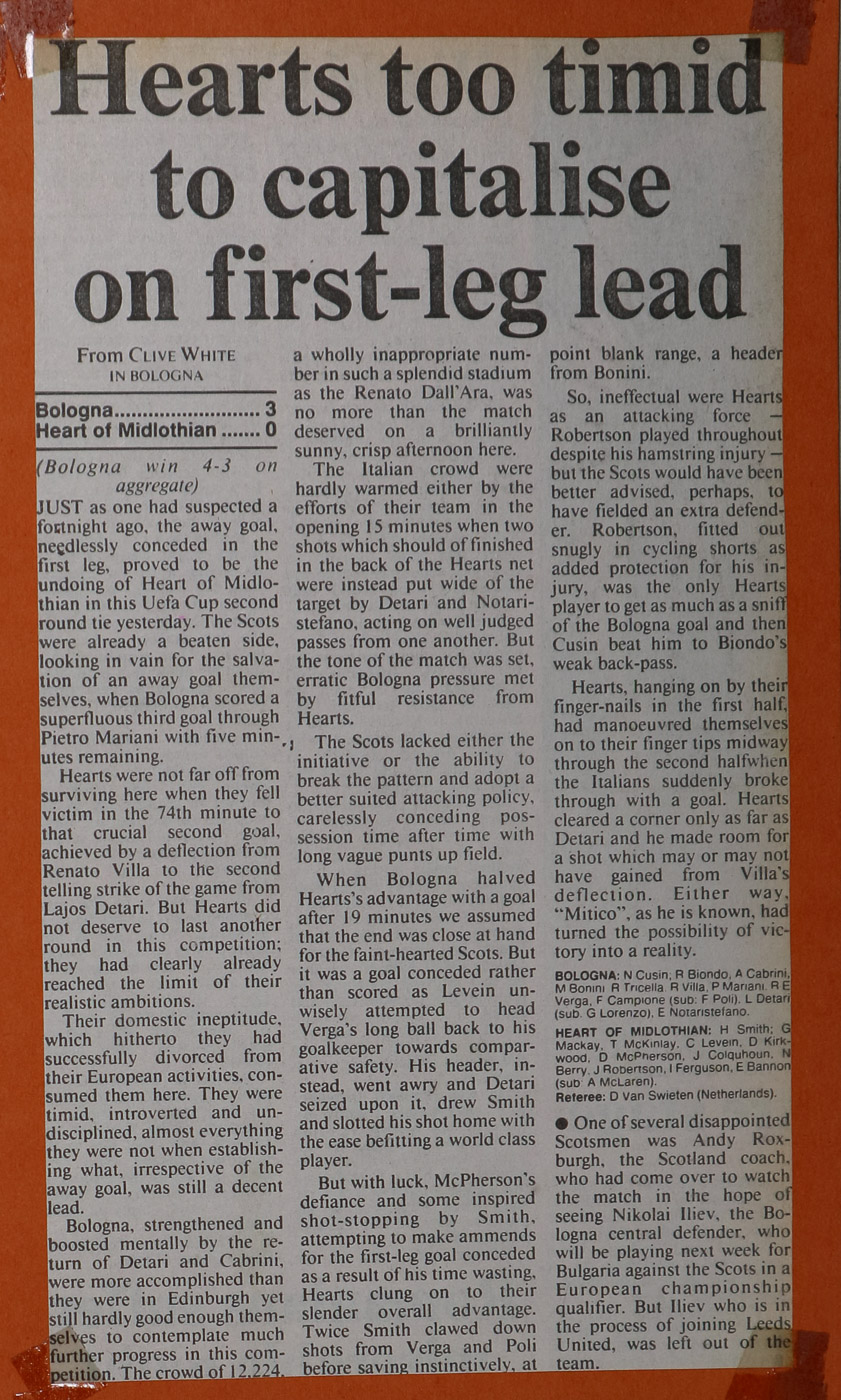 Hearts too timid
to capitalise
on first-leg lead
From CLIVE WHITE
IN BOLOGNA
Bologna........................... 3
Heart of Midlothian ....... 0
(Bologna win 4-3 on
aggregate)
JUST as one had suspected a
fortnight ago, the away goal,
needlessly conceded in the
first leg, proved to be the
undoing of Heart of Midlo-
thian in this Uefa Cup second
round tie yesterday. The Scots
were already a beaten side,
looking in vain for the salva-
tion of an away goal them-
selves, when Bologna scored a
superfluous third goal through
Pietro Mariani with five min-
utes remaining.
Hearts were not far off from
surviving here when they fell
victim in the 74th minute to
that crucial second goal,
achieved by a deflection from
Renato Villa to the second
telling strike of the game from
Lajos Detari. But Hearts did
not deserve to last another
round in this competition;
they had clearly already
reached the limit of their
realistic ambitions.
Their domestic ineptitude,
which hitherto they had
successfully divorced from
their European activities, con-
sumed them here. They were
timid, introverted and un-
disciplined, almost everything
they were not when establish-
ing what, irrespective of the
away goal, was still a decent
lead.
Bologna, strengthened and
boosted mentally by the re-
turn of Detari and Cabrini,
were more accomplished than
they were in Edinburgh yet
still hardly good enough them-
selves to contemplate much
further progress in this com-
petition. The crowd of 12,224,
a wholly inappropriate num-
ber in such a splendid stadium
as the Renato Dall'Ara, was
no more than the match
deserved on a brilliantly
sunny, crisp afternoon here.
The Italian crowd were
hardly warmed either by the
efforts of their team in the
opening 15 minutes when two
shots which should of finished
in the back of the Hearts net
were instead put wide of the
target by Detari and Notari-
stefano, acting on well judged
passes from one another. But
the tone of the match was set,
erratic Bologna pressure met
by fitful resistance from
Hearts.
The Scots lacked either the
initiative or the ability to
break the pattern and adopt a
better suited attacking policy,
carelessly conceding pos-
session time after time with
long vague punts up field.
When Bologna halved
Hearts's advantage with a goal
after 19 minutes we assumed
that the end was close at hand
for the faint-hearted Scots. But
it was a goal conceded rather
than scored as Levein un-
wisely attempted to head
Verga's long ball back to his
goalkeeper towards compar-
ative safety. His header, in-
stead, went awry and Detari
seized upon it, drew Smith
and slotted his shot home with
the ease befitting a world class
player.
But with luck, McPherson's
defiance and some inspired
shot-stopping by Smith,
attempting to make ammends
for the first-leg goal conceded
as a result of his time wasting,
Hearts clung on to their
slender overall advantage.
Twice Smith clawed down
shots from Verga and Poli
before saving instinctively, at
point blank range, a header
from Bonini.
So, ineffectual were Hearts
as an attacking force —
Robertson played throughout
despite his hamstring injury —
but the Scots would have been
better advised, perhaps, to
have fielded an extra defend-
er. Robertson, fitted out
snugly in cycling shorts as
added protection for his in-
jury, was the only Hearts
player to get as much as a sniff
of the Bologna goal and then
Cusin beat him to Biondo's
weak back-pass.
Hearts, hanging on by their
finger-nails in the first half,
had manoeuvred themselves
on to their finger tips midway
through the second halfwhen
the Italians suddenly broke
through with a goal. Hearts
cleared a corner only as far as
Detari and he made room for
a shot which may or may not
have gained from Villa's
deflection. Either way,
"Mitico", as he is known, had
turned the possibility of vic-
tory into a reality.
BOLOGNA: N Cusin; R Biondo, A Cabrini,
M Bonini, R Tricella, R Villa, P Mariani, R E
Verga, F Campione (sub: F Poli), L Detari
(sub. G Lorenzo), E Notaristefano.
HEART OF MIDLOTHIAN: H Smith; G
Mackay, T McKinlay, C Levein, D Kirk-
wood, D McPherson, J Colquhoun, N
Berry, J Robertson, I Ferguson, E Bannon
(sub: A McLaren).
Referee: D Van Swieten (Netherlands).
● One of several disappointed
Scotsmen was Andy Rox-
burgh, the Scotland coach,
who had come over to watch
the match in the hope of
seeing Nikolai Iliev, the Bo-
logna central defender, who
will be playing next week for
Bulgaria against the Scots in a
European championship
qualifier. But Iliev who is in
the process of joining Leeds
United, was left out of the
team.